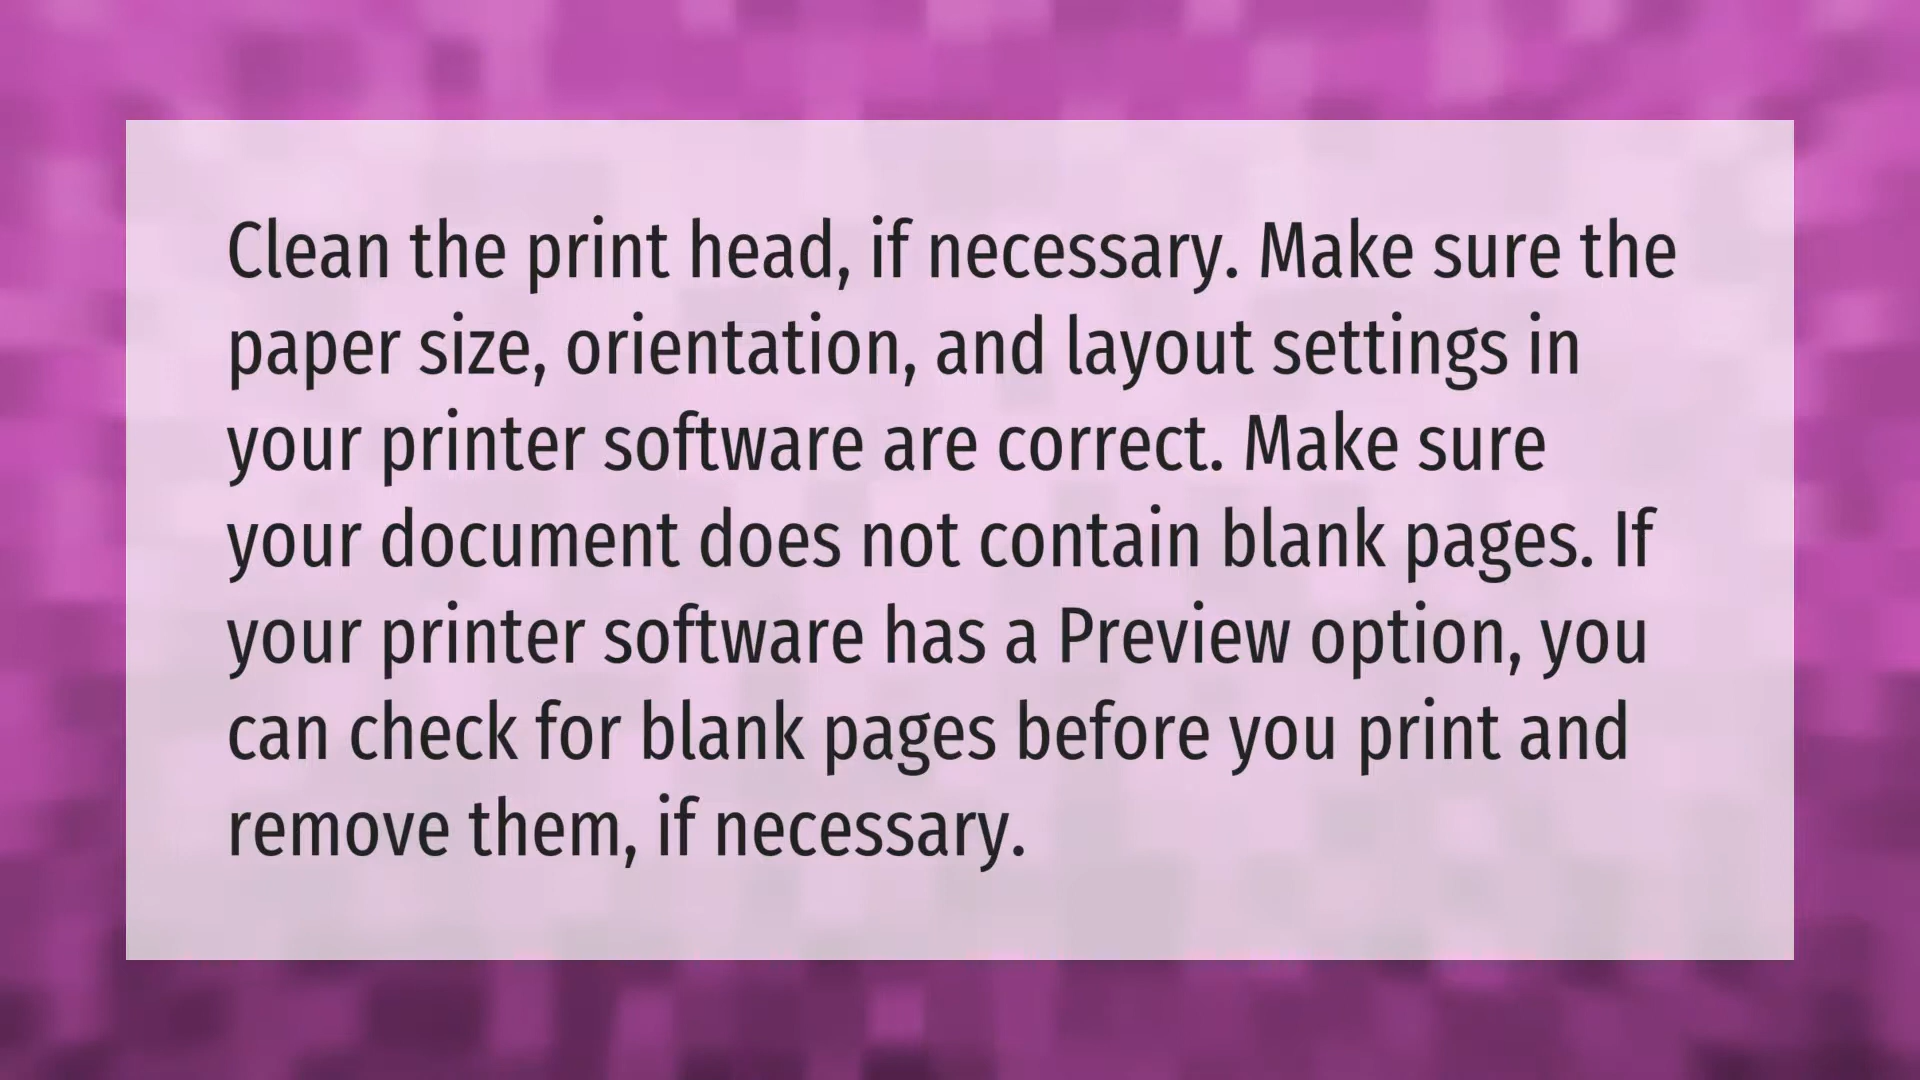 Clean the print head, if necessary. Make sure the
paper size, orientation, and layout settings in
your printer software are correct. Make sure
your document does not contain blank pages. If
your printer software has a Preview option, you
can check for blank pages before you print and
remove them, if necessary.